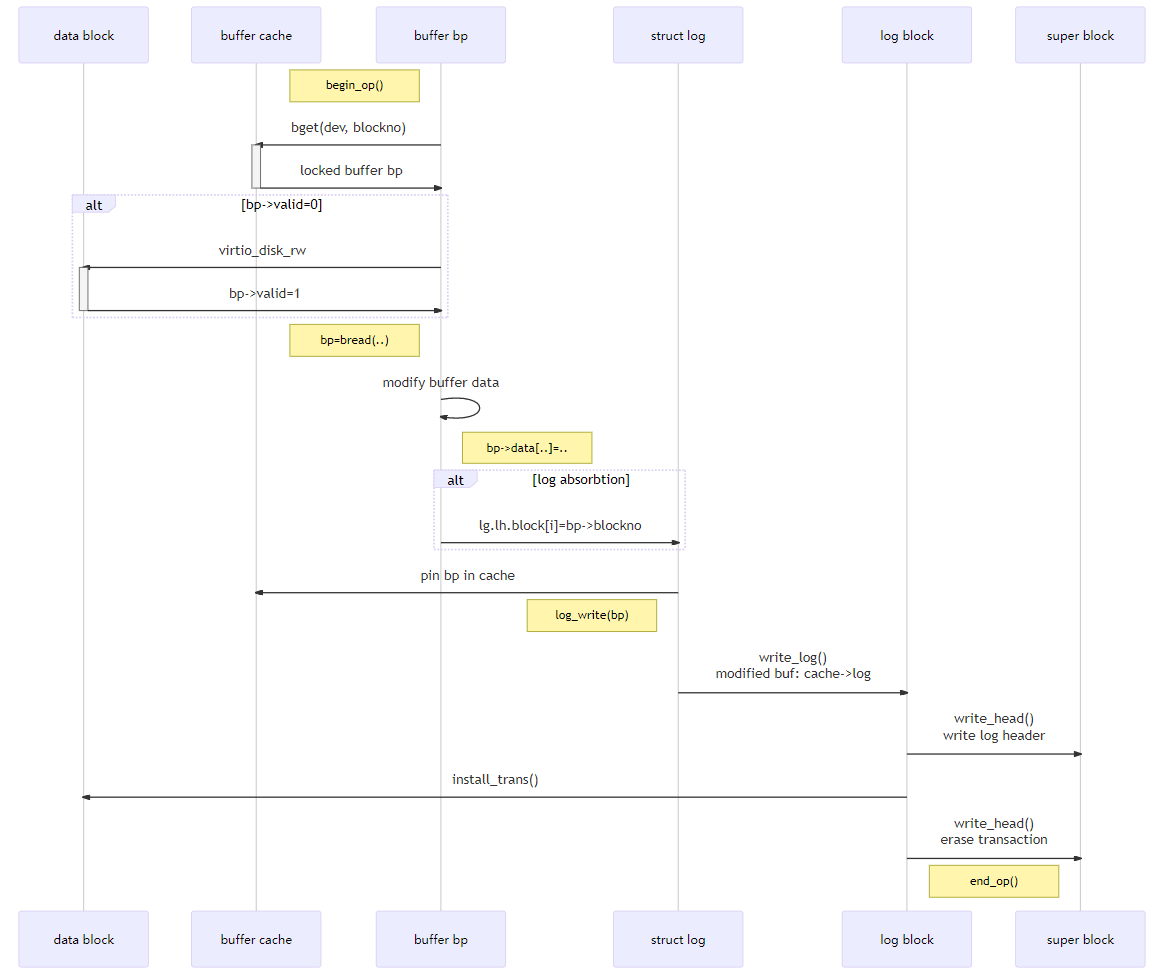 data block
buffer cache
buffer bp
struct log
log block
super block
begin_op()
bget(dev, blockno)
locked buffer bp
alt
[bp->valid=0]
virtio_disk_rw
bp->valid=1
bp=bread(..)
modify buffer data
bp->data[..]=..
alt
[log absorbtion]
lg.lh.block[i]=bp->blockno
pin bp in cache
log_write(bp)
write_log()
modified buf: cache->log
write_head()
write log header
install_trans()
write_head()
erase transaction
end_op()
data block
buffer cache
buffer bp
struct log
log block
super block